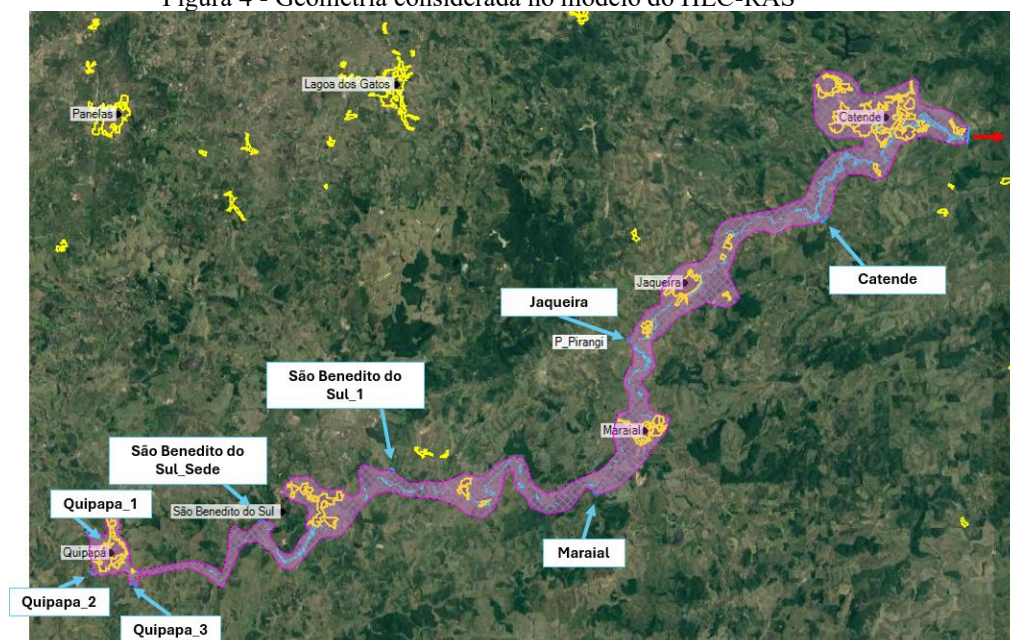 Figura 4 - Geometria considerada no modelo do HEC-RAS
Lagoa dos Gatos
Panelas
Catende
Catende
Jaqueira
Jaqueira
P_Pirangi
São Benedito do
Sul_1
Maraial
São Benedito do
Sul_Sede
Quipapa_1
São Benedito do Sul
Quipapá
Maraial
Quipapa_2
Quipapa_3